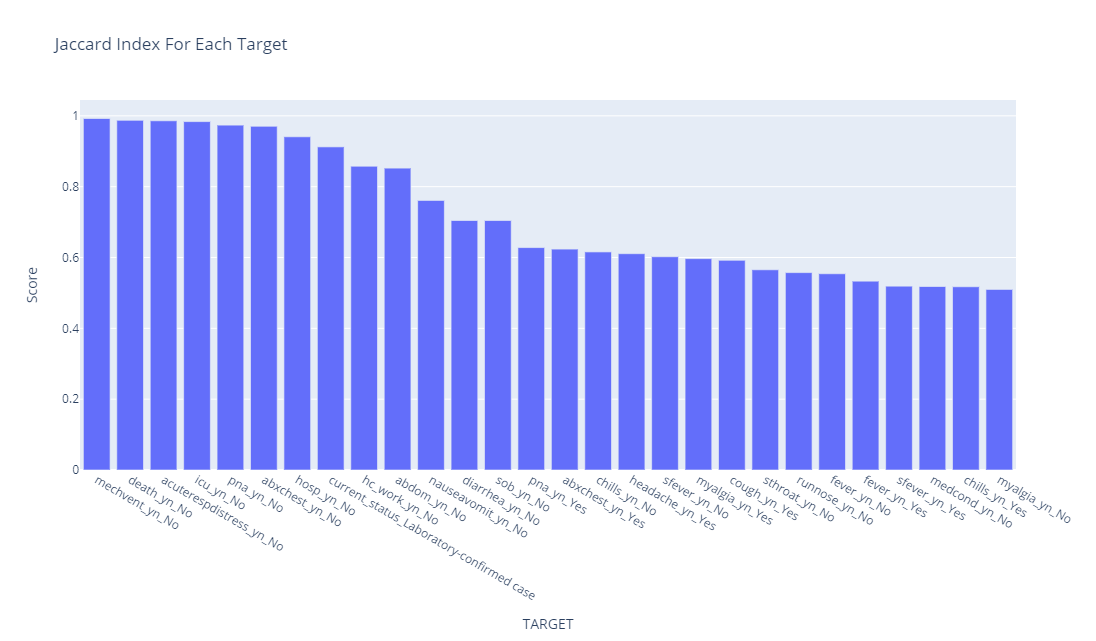 Jaccard Index For Each Target
1
0.8
0.6
0.4
0.2
0
Score
mechvent_yn_No
death_yn_No
acuterespdistress_yn_No
icu_yn_No
pna_yn_No
abxchest_yn_No
hosp_yn_No
current_status_Laboratory-confirmed case
hc_work_yn_No
abdom_yn_No
nauseavomit_yn_No
diarrhea_yn_No
sob_yn_No
pna_yn_Yes
abxchest_yn_Yes
chills_yn_No
headache_yn_Yes
sfever_yn_No
myalgia_yn_Yes
cough_yn_Yes
sthroat_yn_No
runnose_yn_No
fever_yn_No
fever_yn_Yes
sfever_yn_Yes
medcond_yn_No
chills_yn_Yes
myalgia_yn_No
TARGET